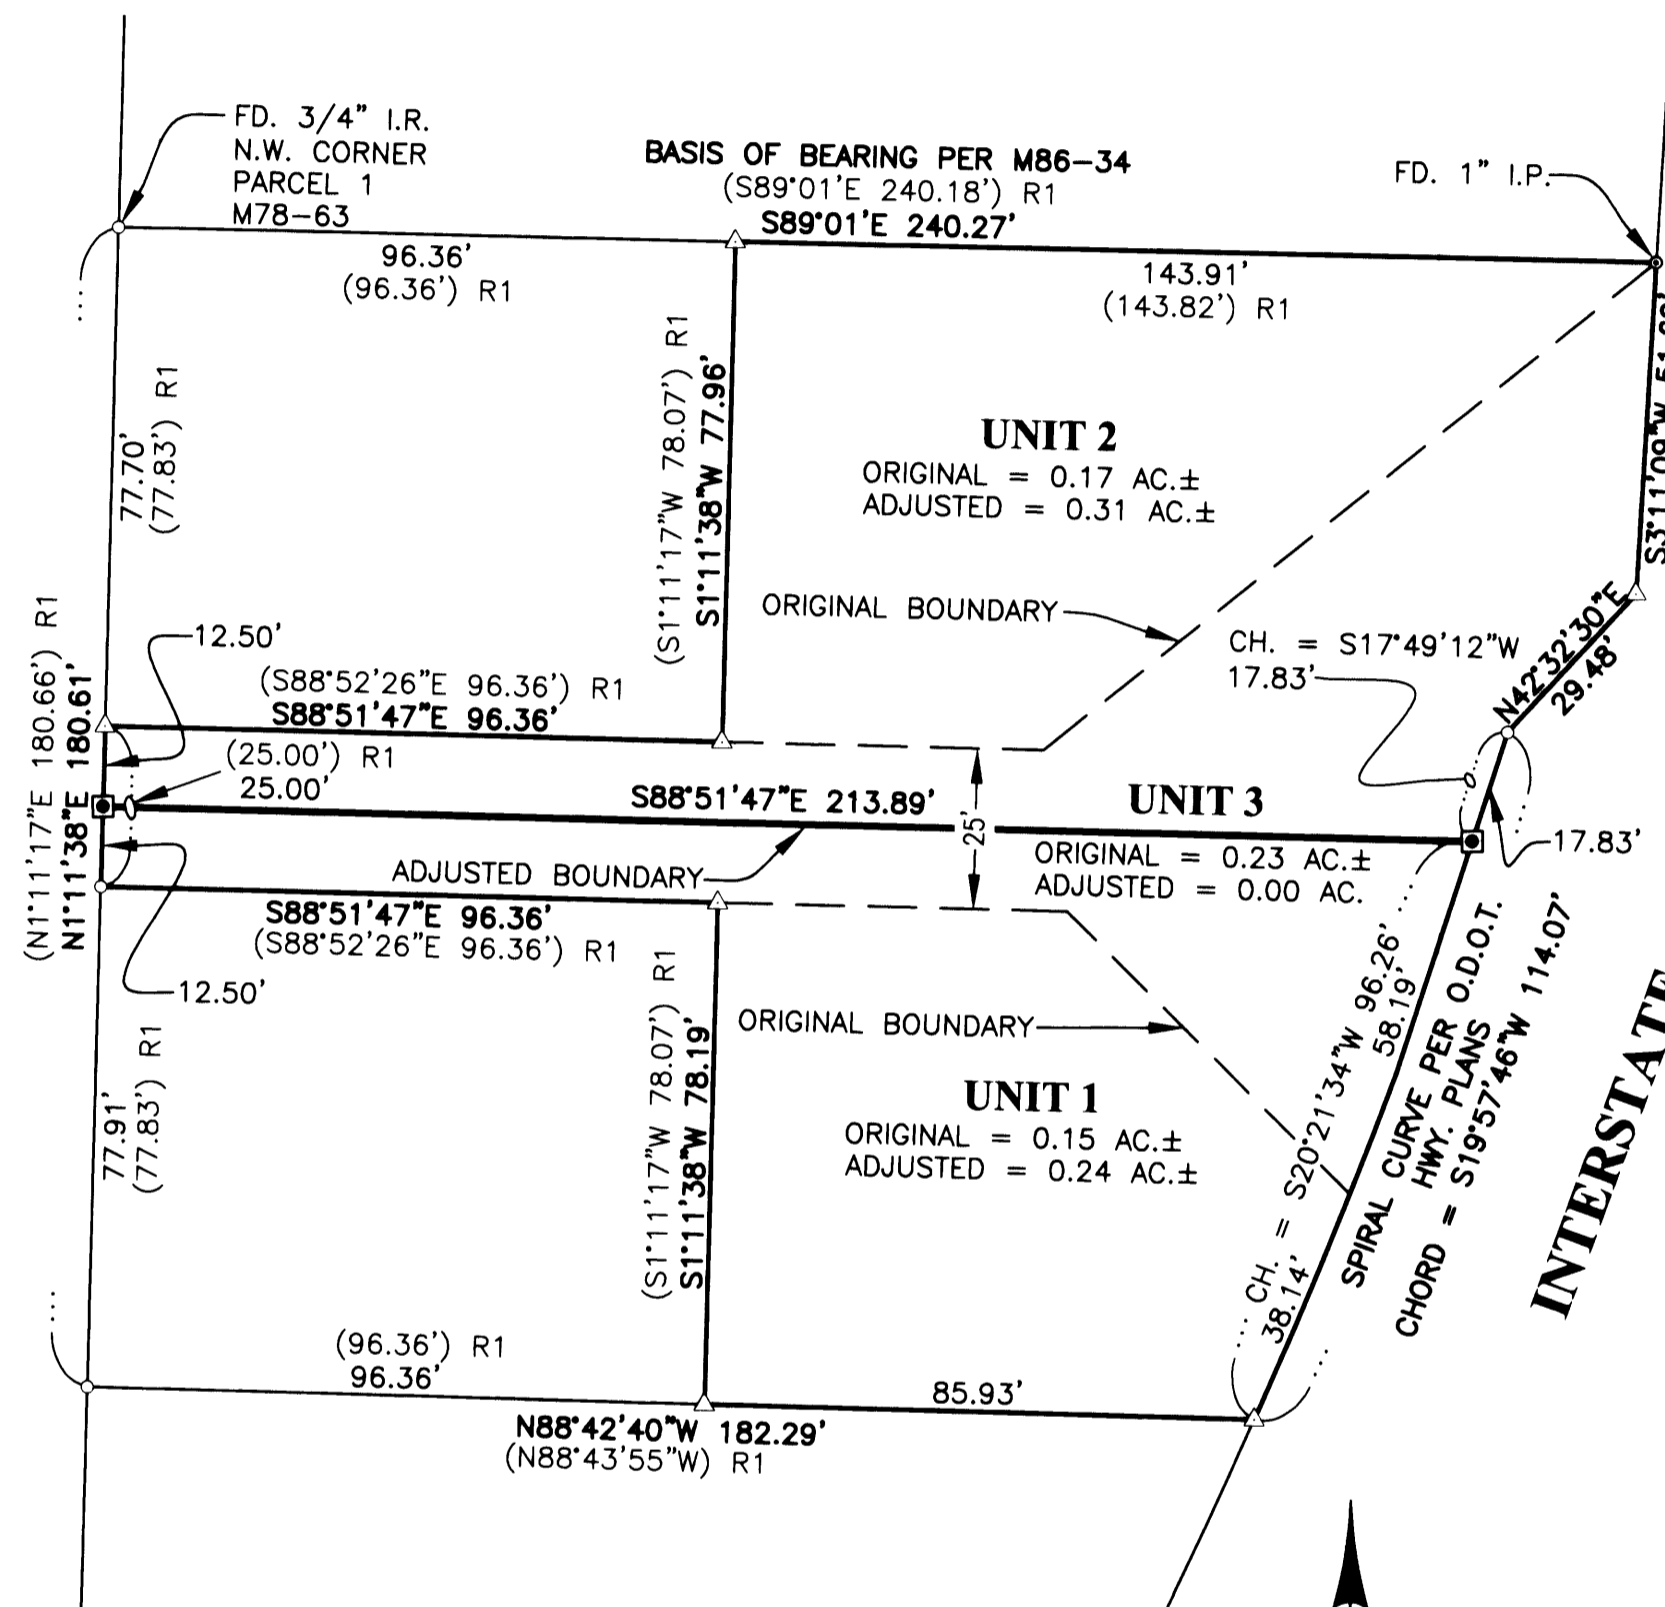 FD. 3/4" I.R.
N.W. CORNER
PARCEL 1
M78-63
BASIS OF BEARING PER M86-34
(S89°01'E 240.18') R1
S89°01'E 240.27'
FD. 1" I.P.
96.36'
(96.36') R1
143.91'
(143.82') R1
77.70'
(77.83') R1
(S1°11'17"W 78.07') R1
S1°11'38"W 77.96'
UNIT 2
ORIGINAL = 0.17 AC.±
ADJUSTED = 0.31 AC.±
S3°11'09"W
ORIGINAL BOUNDARY
CH. = S17°49'12"W
17.83'
N42°32'30"E
29.48'
12.50'
(S88°52'26"E 96.36') R1
S88°51'47"E 96.36'
(N1°11'17"E 180.66') R1
N1°11'38"E 180.61'
(25.00') R1
25.00'
S88°51'47"E 213.89'
25'
UNIT 3
ORIGINAL = 0.23 AC.±
ADJUSTED = 0.00 AC.
17.83'
ADJUSTED BOUNDARY
S88°51'47"E 96.36'
(S88°52'26"E 96.36') R1
12.50'
77.91'
(77.83') R1
(S1°11'17"W 78.07') R1
S1°11'38"W 78.19'
ORIGINAL BOUNDARY
UNIT 1
ORIGINAL = 0.15 AC.±
ADJUSTED = 0.24 AC.±
CH. = S20°21'34"W 96.26'
58.19'
38.14'
SPIRAL CURVE PER O.D.O.T.
HWY. PLANS
CHORD = S19°57'46"W 114.07'
INTERSTATE
(96.36') R1
96.36'
85.93'
N88°42'40"W 182.29'
(N88°43'55"W) R1